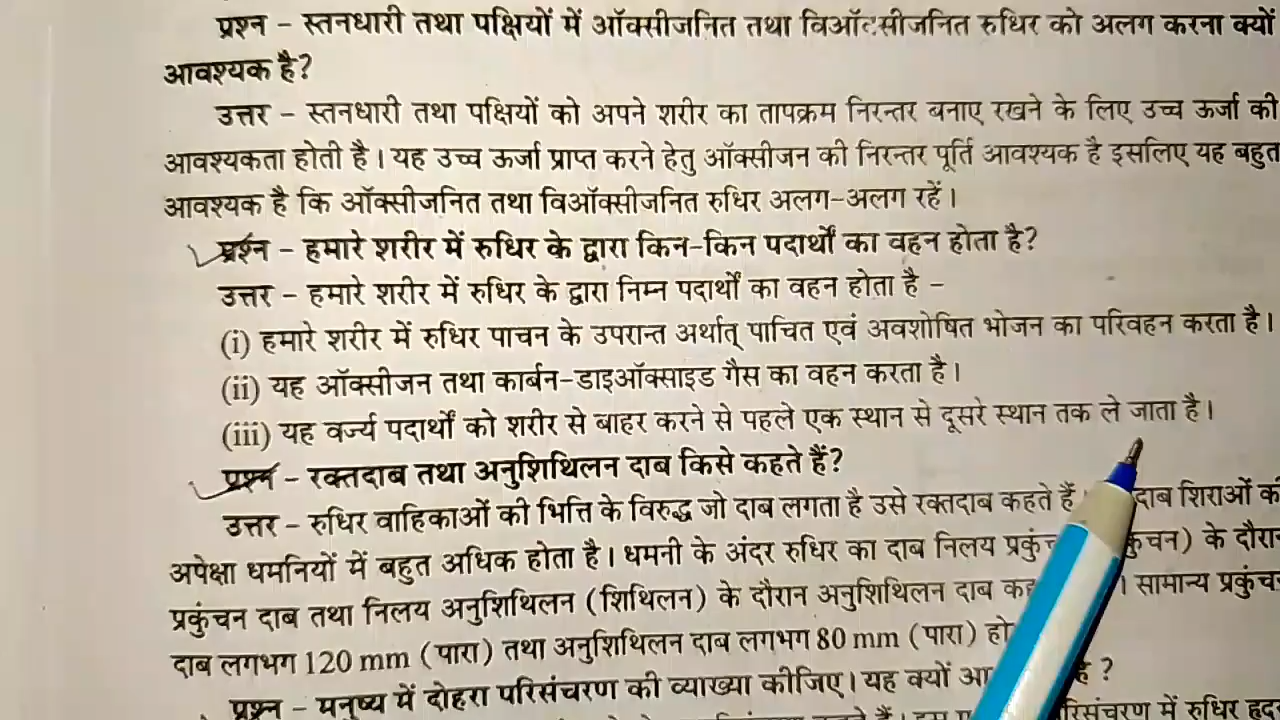 प्रश्न – स्तनधारी तथा पक्षियों में ऑक्सीजनित तथा विऑक्सीजनित रुधिर को अलग करना क्यों
आवश्यक है?
उत्तर – स्तनधारी तथा पक्षियों को अपने शरीर का तापक्रम निरन्तर बनाए रखने के लिए उच्च ऊर्जा की
आवश्यकता होती है। यह उच्च ऊर्जा प्राप्त करने हेतु ऑक्सीजन की निरन्तर पूर्ति आवश्यक है इसलिए यह बहुत
आवश्यक है कि ऑक्सीजनित तथा विऑक्सीजनित रुधिर अलग-अलग रहें।
प्रश्न – हमारे शरीर में रुधिर के द्वारा किन-किन पदार्थों का वहन होता है?
उत्तर – हमारे शरीर में रुधिर के द्वारा निम्न पदार्थों का वहन होता है –
(i) हमारे शरीर में रुधिर पाचन के उपरान्त अर्थात् पाचित एवं अवशोषित भोजन का परिवहन करता है।
(ii) यह ऑक्सीजन तथा कार्बन-डाइऑक्साइड गैस का वहन करता है।
(iii) यह वर्ज्य पदार्थों को शरीर से बाहर करने से पहले एक स्थान से दूसरे स्थान तक ले जाता है।
प्रश्न – रक्तदाब तथा अनुशिथिलन दाब किसे कहते हैं?
उत्तर – रुधिर वाहिकाओं की भित्ति के विरुद्ध जो दाब लगता है उसे रक्तदाब कहते हैं। दाब शिराओं की
अपेक्षा धमनियों में बहुत अधिक होता है। धमनी के अंदर रुधिर का दाब निलय के दौरान
प्रकुंचन दाब तथा निलय अनुशिथिलन (शिथिलन) के दौरान अनुशिथिलन दाब । सामान्य
दाब लगभग 120 mm (पारा) तथा अनुशिथिलन दाब लगभग 80 mm (पारा)
प्रश्न – मनुष्य में दोहरा परिसंचरण की व्याख्या कीजिए। यह क्यों है ?
में रुधिर